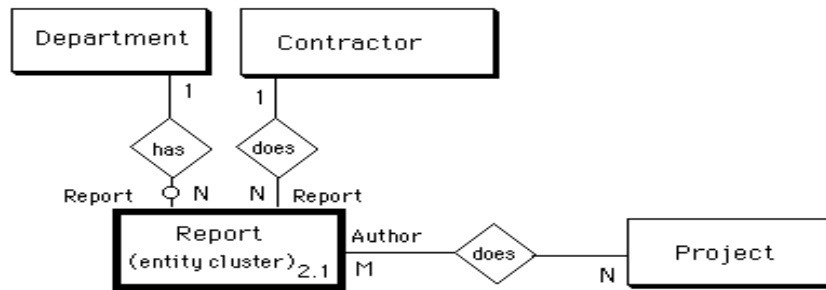 Department
Contractor
1
1
has
does
Report
N
N
Report
Report
(entity cluster) 2.1
Author
M
does
N
Project